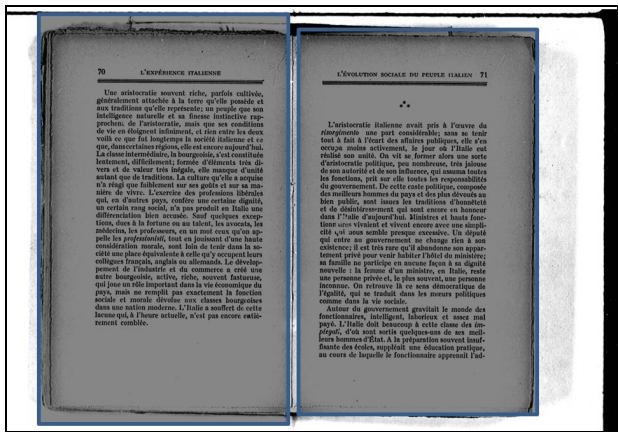 70 L'EXPÉRIENCE ITALIENNE
Une aristocratie souvent riche, parfois cultivée,
généralement attachée à la terre qu'elle possède et
aux traditions qu'elle représente; un peuple que son
intelligence naturelle et sa finesse instinctive rap-
prochent de l'aristocratie, mais que ses conditions
de vie en éloignent infiniment, et rien entre les deux
voilà ce que fut longtemps la société italienne et ce
que, dans certaines régions, elle est encore aujourd'hui.
La classe intermédiaire, la bourgeoisie, s'est constituée
lentement, difficilement; formée d'éléments très di-
vers et de valeur très inégale, elle manque d'unité
autant que de traditions. La culture qu'elle a acquise
n'a réagi que faiblement sur ses goûts et sur sa ma-
nière de vivre. L'exercice des professions libérales
qui, en d'autres pays, confère une certaine dignité,
un certain rang social, n'a pas produit en Italie une
différenciation bien accusée. Sauf quelques excep-
tions, dues à la fortune ou au talent, les avocats, les
médecins, les professeurs, en un mot ceux qu'on ap-
pelle les professionisti, tout en jouissant d'une haute
considération morale, sont loin de tenir dans la so-
ciété une place équivalente à celle qu'y occupent leurs
collègues français, anglais ou allemands. Le dévelop-
pement de l'industrie et du commerce a créé une
autre bourgeoisie, active, riche, souvent fastueuse,
qui joue un rôle important dans la vie économique du
pays, mais ne remplit pas exactement la fonction
sociale et morale dévolue aux classes bourgeoises
dans une nation moderne. L'Italie a souffert de cette
lacune qui, à l'heure actuelle, n'est pas encore entiè-
rement comblée.
L'ÉVOLUTION SOCIALE DU PEUPLE ITALIEN 71
L'aristocratie italienne avait pris à l'œuvre du
risorgimento une part considérable; sans se tenir
tout à fait à l'écart des affaires publiques, elle s'en
occupa moins activement, le jour où l'Italie eut
réalisé son unité. On vit se former alors une sorte
d'aristocratie politique, peu nombreuse, très jalouse
de son autorité et de son influence, qui assuma toutes
les fonctions, prit sur elle toutes les responsabilités
du gouvernement. De cette caste politique, composée
des meilleurs hommes du pays et des plus dévoués au
bien public, sont issues les traditions d'honnêteté
et de désintéressement qui sont encore en honneur
dans l'Italie d'aujourd'hui. Ministres et hauts fonc-
tionnaires vivaient et vivent encore avec une simpli-
cité qui nous semble presque excessive. Un député
qui entre au gouvernement ne change rien à son
existence; il est très rare qu'il abandonne son appar-
tement privé pour venir habiter l'hôtel du ministère;
sa famille ne participe en aucune façon à sa dignité
nouvelle : la femme d'un ministre, en Italie, reste
une personne privée et, le plus souvent, une personne
inconnue. On retrouve là ce sens démocratique de
l'égalité, qui se traduit dans les mœurs politiques
comme dans la vie sociale.
Autour du gouvernement gravitait le monde des
fonctionnaires, intelligent, laborieux et assez mal
payé. L'Italie doit beaucoup à cette classe des im-
piegati, d'où sont sortis quelques-uns de ses meil-
leurs hommes d'État. A la préparation souvent insuf-
fisante des écoles, suppléait une éducation pratique,
au cours de laquelle le fonctionnaire apprenait l'ad-